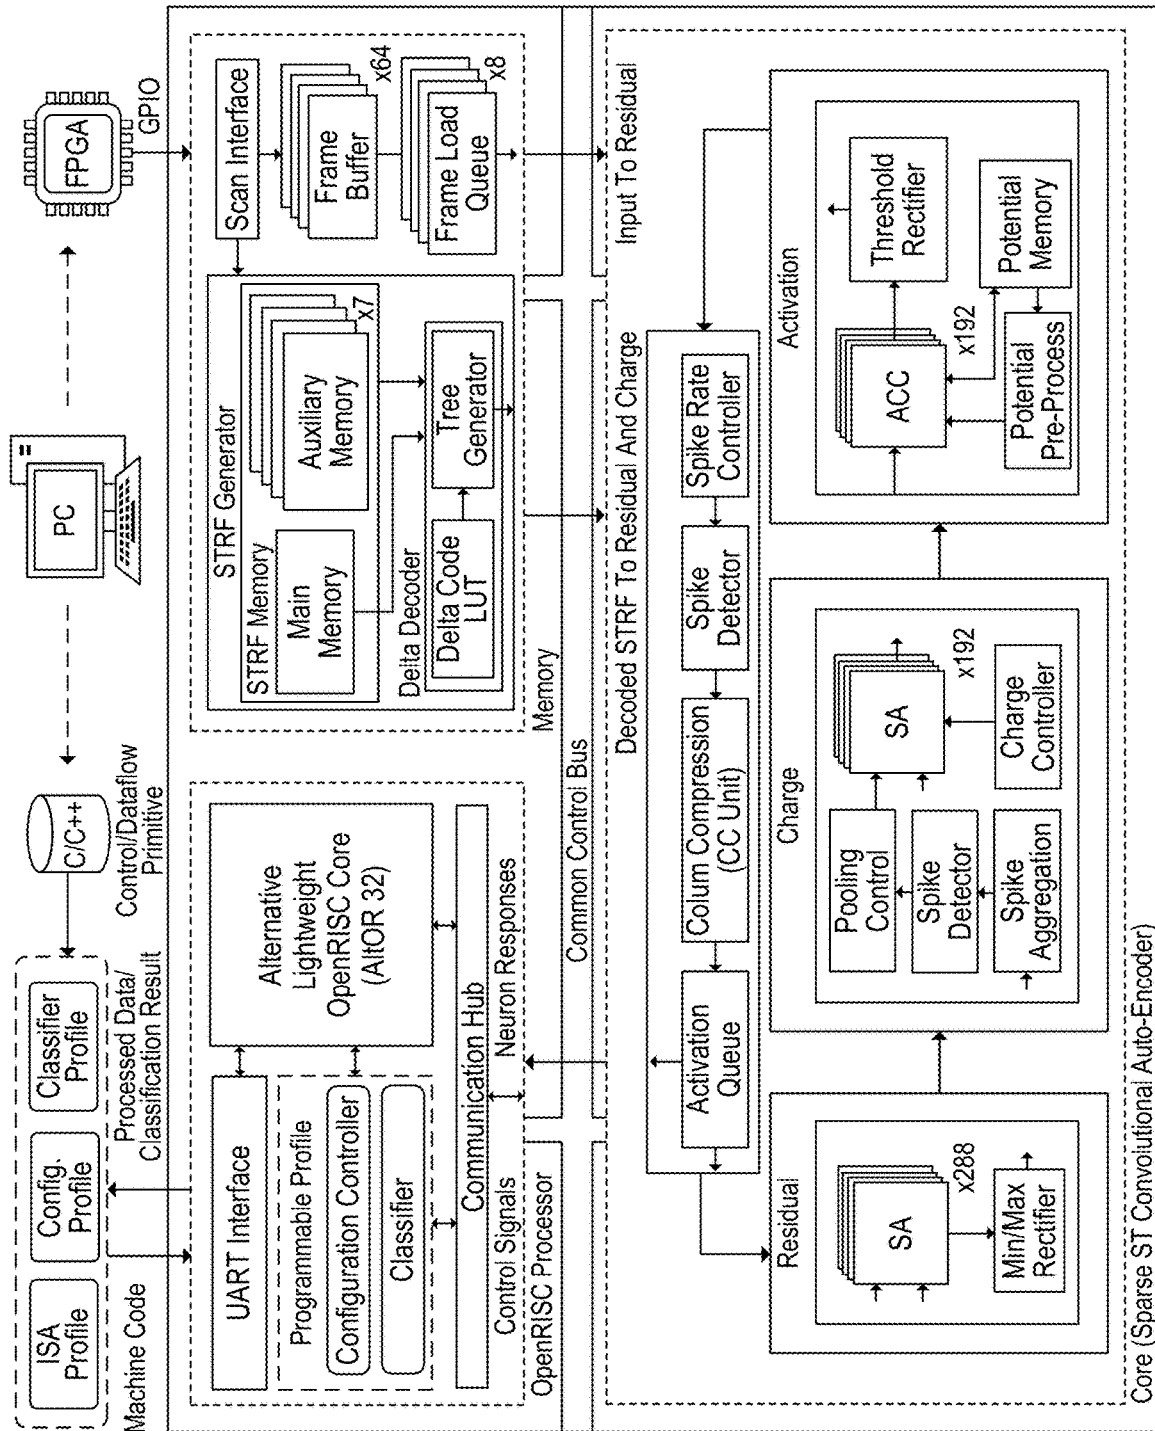 ISA
Profile
Config.
Profile
Classifier
Profile
C/C++
Control/Dataflow
Primitive
PC
FPGA
GPIO
Machine Code
Processed Data/
Classification Result
UART Interface
Programmable Profile
Configuration Controller
Classifier
Alternative
Lightweight
OpenRISC Core
(AltOR 32)
Communication Hub
Control Signals
Neuron Responses
OpenRISC Processor
STRF Generator
STRF Memory
Main
Memory
Auxiliary
Memory
x7
Delta Decoder
Delta Code
LUT
Tree
Generator
Scan Interface
Frame
Buffer
x64
Frame Load
Queue
x8
Memory
Common Control Bus
Decoded STRF To Residual And Charge
Input To Residual
Activation
Queue
Colum Compression
(CC Unit)
Spike
Detector
Spike Rate
Controller
Residual
SA
x288
Min/Max
Rectifier
Charge
Pooling
Control
Spike
Detector
Spike
Aggregation
SA
x192
Charge
Controller
Activation
ACC
x192
Threshold
Rectifier
Potential
Pre-Process
Potential
Memory
Core (Sparse ST Convolutional Auto-Encoder)